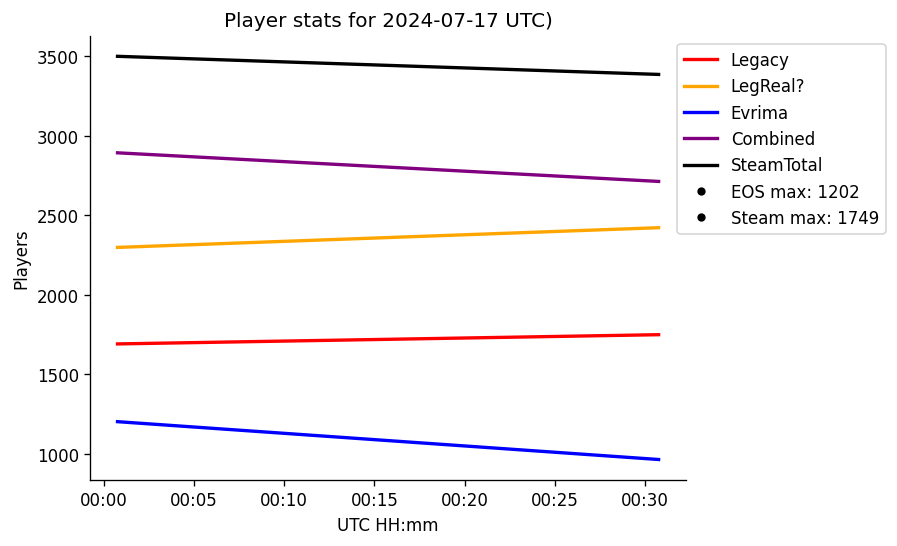 Player stats for 2024-07-17 UTC)
Players
3500
3000
2500
2000
1500
1000
00:00 00:05 00:10 00:15 00:20 00:25 00:30
UTC HH:mm
Legacy
LegReal?
Evrima
Combined
SteamTotal
EOS max: 1202
Steam max: 1749